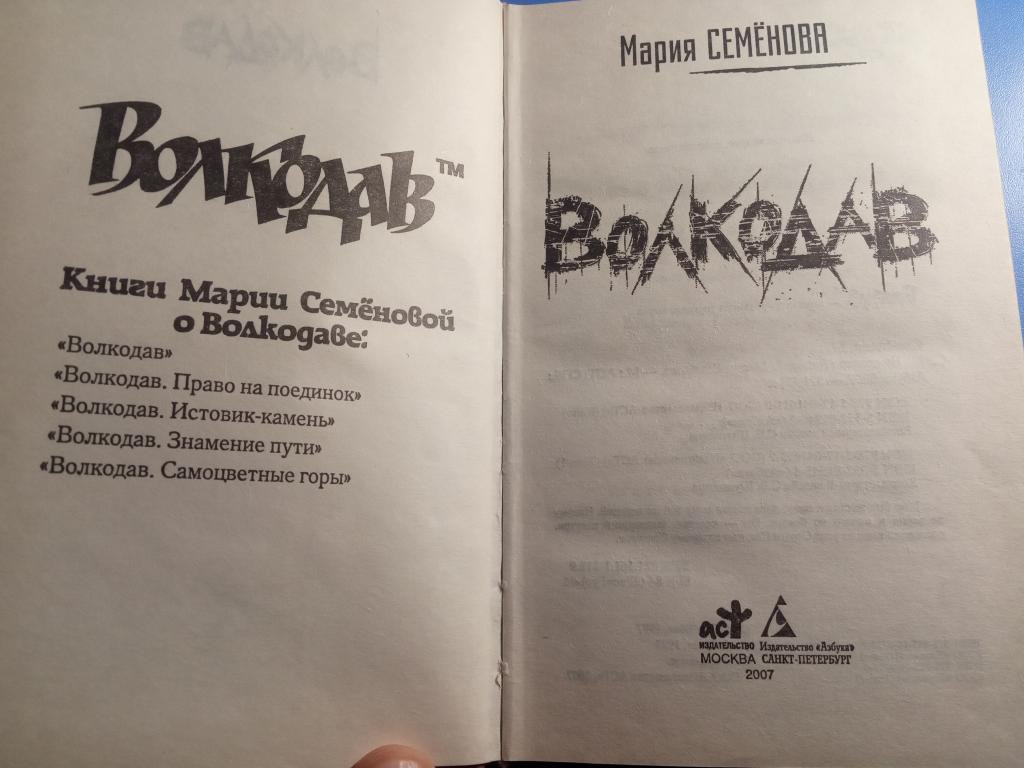 Волкодав™
Книги Марии Семёновой
о Волкодаве:
«Волкодав»
«Волкодав. Право на поединок»
«Волкодав. Истовик-камень»
«Волкодав. Знамение пути»
«Волкодав. Самоцветные горы»
Мария СЕМЁНОВА
ВОЛКОДАВ
аст
ИЗДАТЕЛЬСТВО Издательство «Азбука»
МОСКВА САНКТ-ПЕТЕРБУРГ
2007